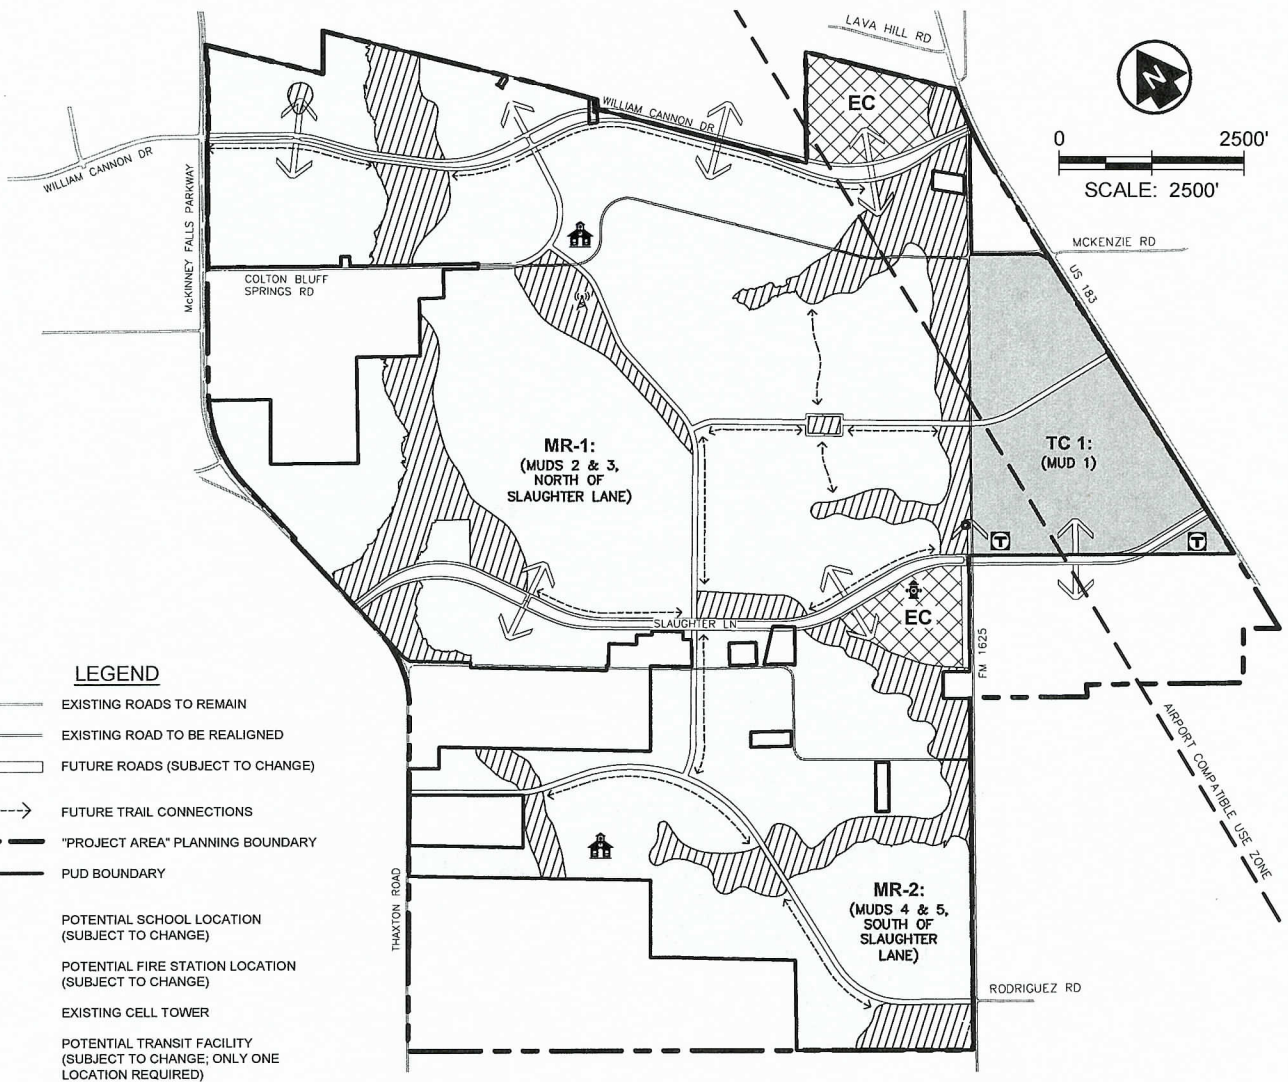 LAVA HILL RD
EC
WILLIAM CANNON DR
N
0 2500'
SCALE: 2500'
WILLIAM CANNON DR
McKINNEY FALLS PARKWAY
MCKENZIE RD
COLTON BLUFF
SPRINGS RD
US 183
MR-1:
(MUDS 2 & 3,
NORTH OF
SLAUGHTER LANE)
TC 1:
(MUD 1)
T
T
EC
SLAUGHTER LN
FM 1625
AIRPORT COMPATIBLE USE ZONE
LEGEND
EXISTING ROADS TO REMAIN
EXISTING ROAD TO BE REALIGNED
FUTURE ROADS (SUBJECT TO CHANGE)
FUTURE TRAIL CONNECTIONS
"PROJECT AREA" PLANNING BOUNDARY
PUD BOUNDARY
POTENTIAL SCHOOL LOCATION
(SUBJECT TO CHANGE)
POTENTIAL FIRE STATION LOCATION
(SUBJECT TO CHANGE)
EXISTING CELL TOWER
POTENTIAL TRANSIT FACILITY
(SUBJECT TO CHANGE; ONLY ONE
LOCATION REQUIRED)
THAXTON ROAD
MR-2:
(MUDS 4 & 5,
SOUTH OF
SLAUGHTER
LANE)
RODRIGUEZ RD